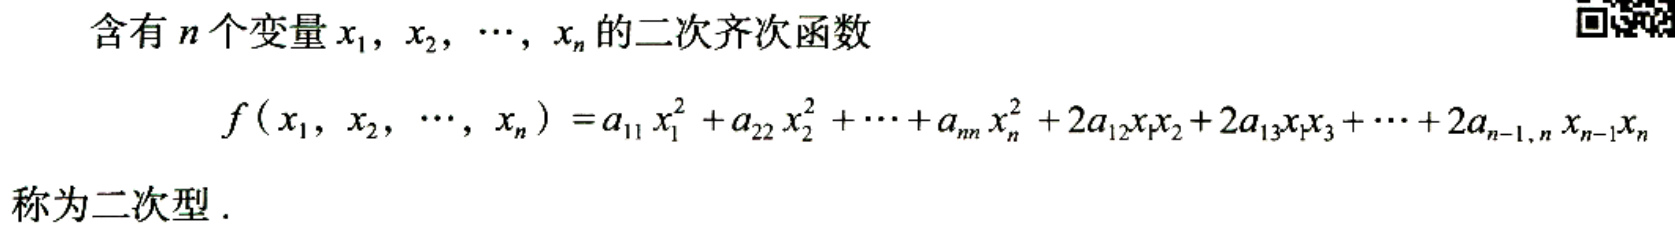 含有 n 个变量 x₁，x₂，⋯，xₙ 的二次齐次函数
f（x₁，x₂，⋯，xₙ）=a₁₁x₁²+a₂₂x₂²+⋯+aₙₙxₙ²+2a₁₂x₁x₂+2a₁₃x₁x₃+⋯+2aₙ₋₁,ₙxₙ₋₁xₙ
称为二次型．